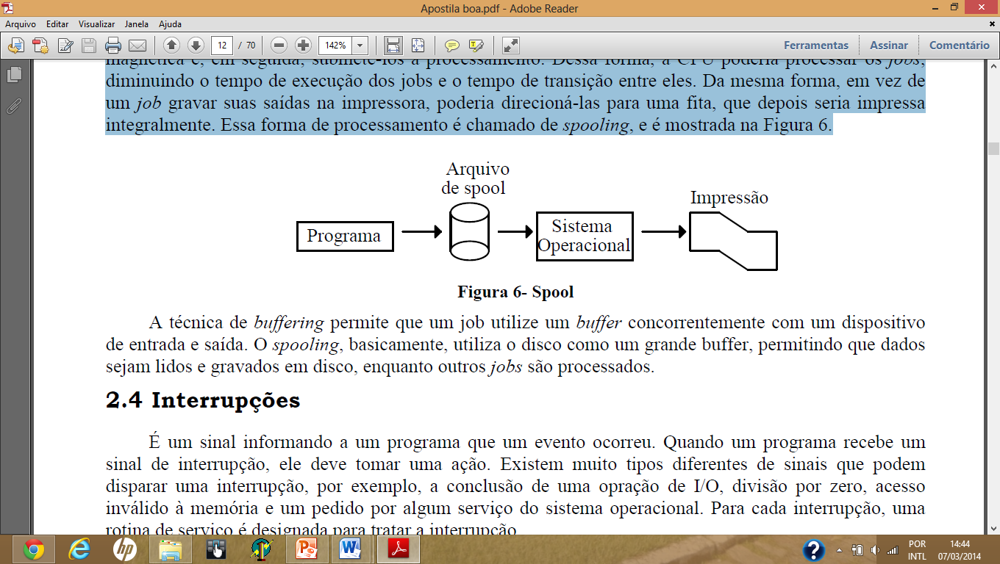 Apostila boa.pdf - Adobe Reader
Arquivo Editar Visualizar Janela Ajuda
12 / 70 142% Ferramentas Assinar Comentário
magnética e, em seguida, submetê-los a processamento. Dessa forma, a CPU poderia processar os jobs,
diminuindo o tempo de execução dos jobs e o tempo de transição entre eles. Da mesma forma, em vez de
um job gravar suas saídas na impressora, poderia direcioná-las para uma fita, que depois seria impressa
integralmente. Essa forma de processamento é chamado de spooling, e é mostrada na Figura 6.
Arquivo
de spool
Impressão
Programa
Sistema
Operacional
Figura 6- Spool
A técnica de buffering permite que um job utilize um buffer concorrentemente com um dispositivo
de entrada e saída. O spooling, basicamente, utiliza o disco como um grande buffer, permitindo que dados
sejam lidos e gravados em disco, enquanto outros jobs são processados.
2.4 Interrupções
É um sinal informando a um programa que um evento ocorreu. Quando um programa recebe um
sinal de interrupção, ele deve tomar uma ação. Existem muito tipos diferentes de sinais que podem
disparar uma interrupção, por exemplo, a conclusão de uma opração de I/O, divisão por zero, acesso
inválido à memória e um pedido por algum serviço do sistema operacional. Para cada interrupção, uma
rotina de serviço é designada para tratar a interrupção
POR 14:44
INTL 07/03/2014